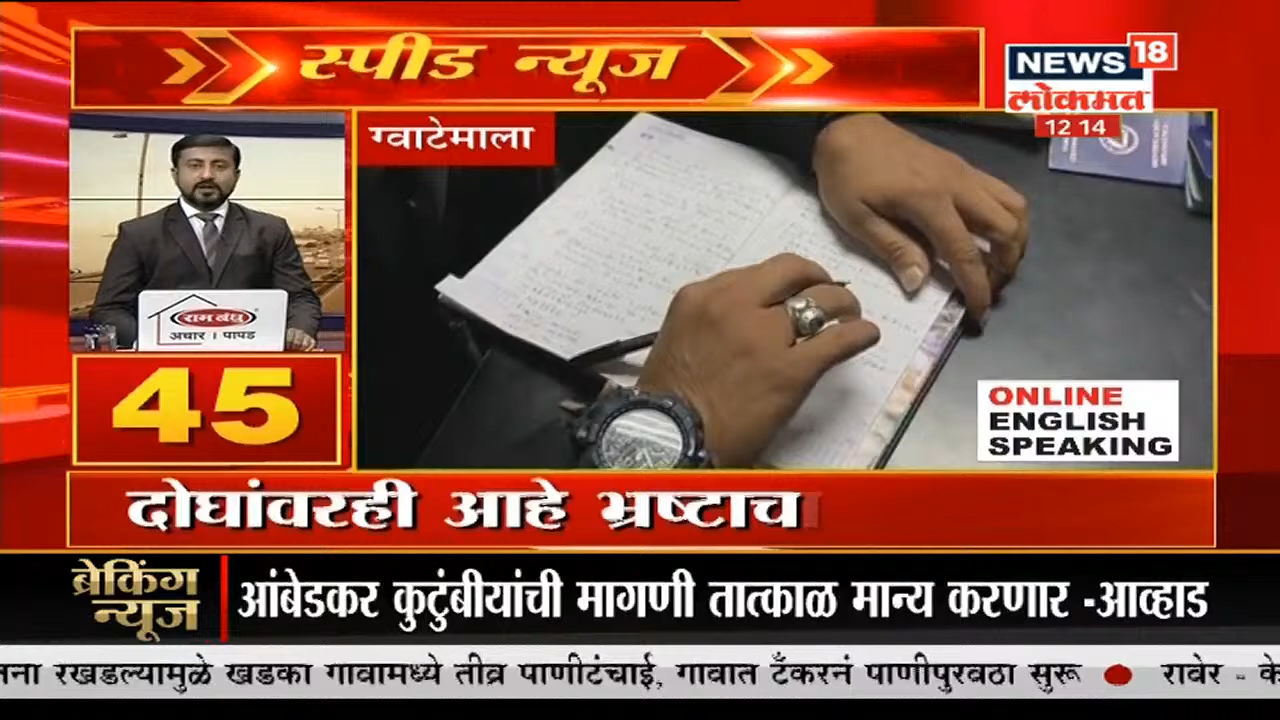 स्पीड न्यूज
NEWS 18
लोकमत
12 14
ग्वाटेमाला
राम बंधु
अचार । पापड
45
ONLINE
ENGLISH
SPEAKING
दोघांवरही आहे भ्रष्टाच
ब्रेकिंग
न्यूज
आंबेडकर कुटुंबीयांची मागणी तात्काळ मान्य करणार -आव्हाड
रखडल्यामुळे खडका गावामध्ये तीव्र पाणीटंचाई, गावात टँकरनं पाणीपुरवठा सुरू ● रावेर - के